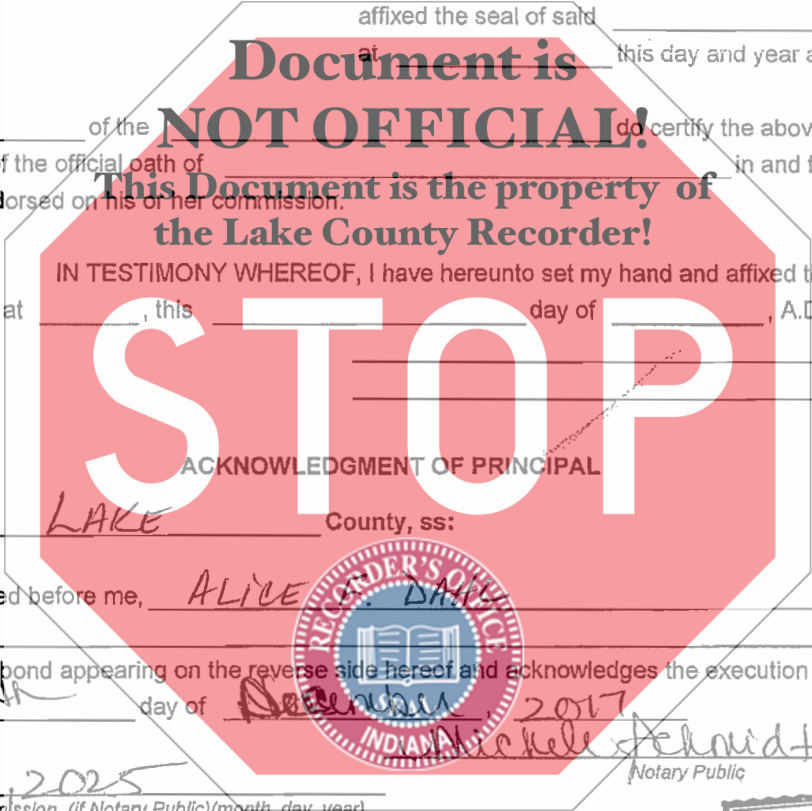 affixed the seal of said
Document is
at this day and year
NOT OFFICIAL!
of the do certify the abov
f the official oath of in and
This Document is the property of
orsed on his or her commission.
the Lake County Recorder!
IN TESTIMONY WHEREOF, I have hereunto set my hand and affixed
at , this day of , A.D
STOP
ACKNOWLEDGMENT OF PRINCIPAL
LAKE County, ss:
ed before me, ALICE
RECORDER'S OFFICE
bond appearing on the reverse side hereof and acknowledges the execution
day of December , 2017
INDIANA
Michele Schmidt
Notary Public
, 2025
ission (if Notary Public)(month, day, year)